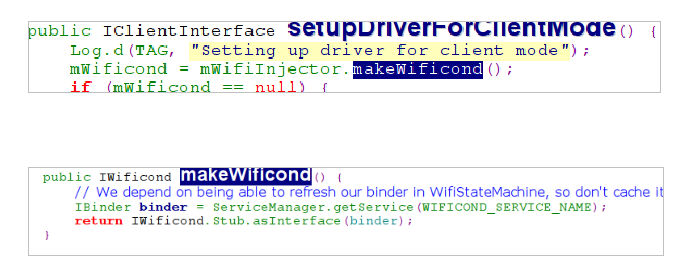 public IClientInterface setupDriverForClientMode() {
Log.d(TAG, "Setting up driver for client mode");
mWificond = mWifiInjector.makeWificond();
if (mWificond == null) {
public IWificond makeWificond() {
// We depend on being able to refresh our binder in WifiStateMachine, so don't cache it
IBinder binder = ServiceManager.getService(WIFICOND_SERVICE_NAME);
return IWificond.Stub.asInterface(binder);
}